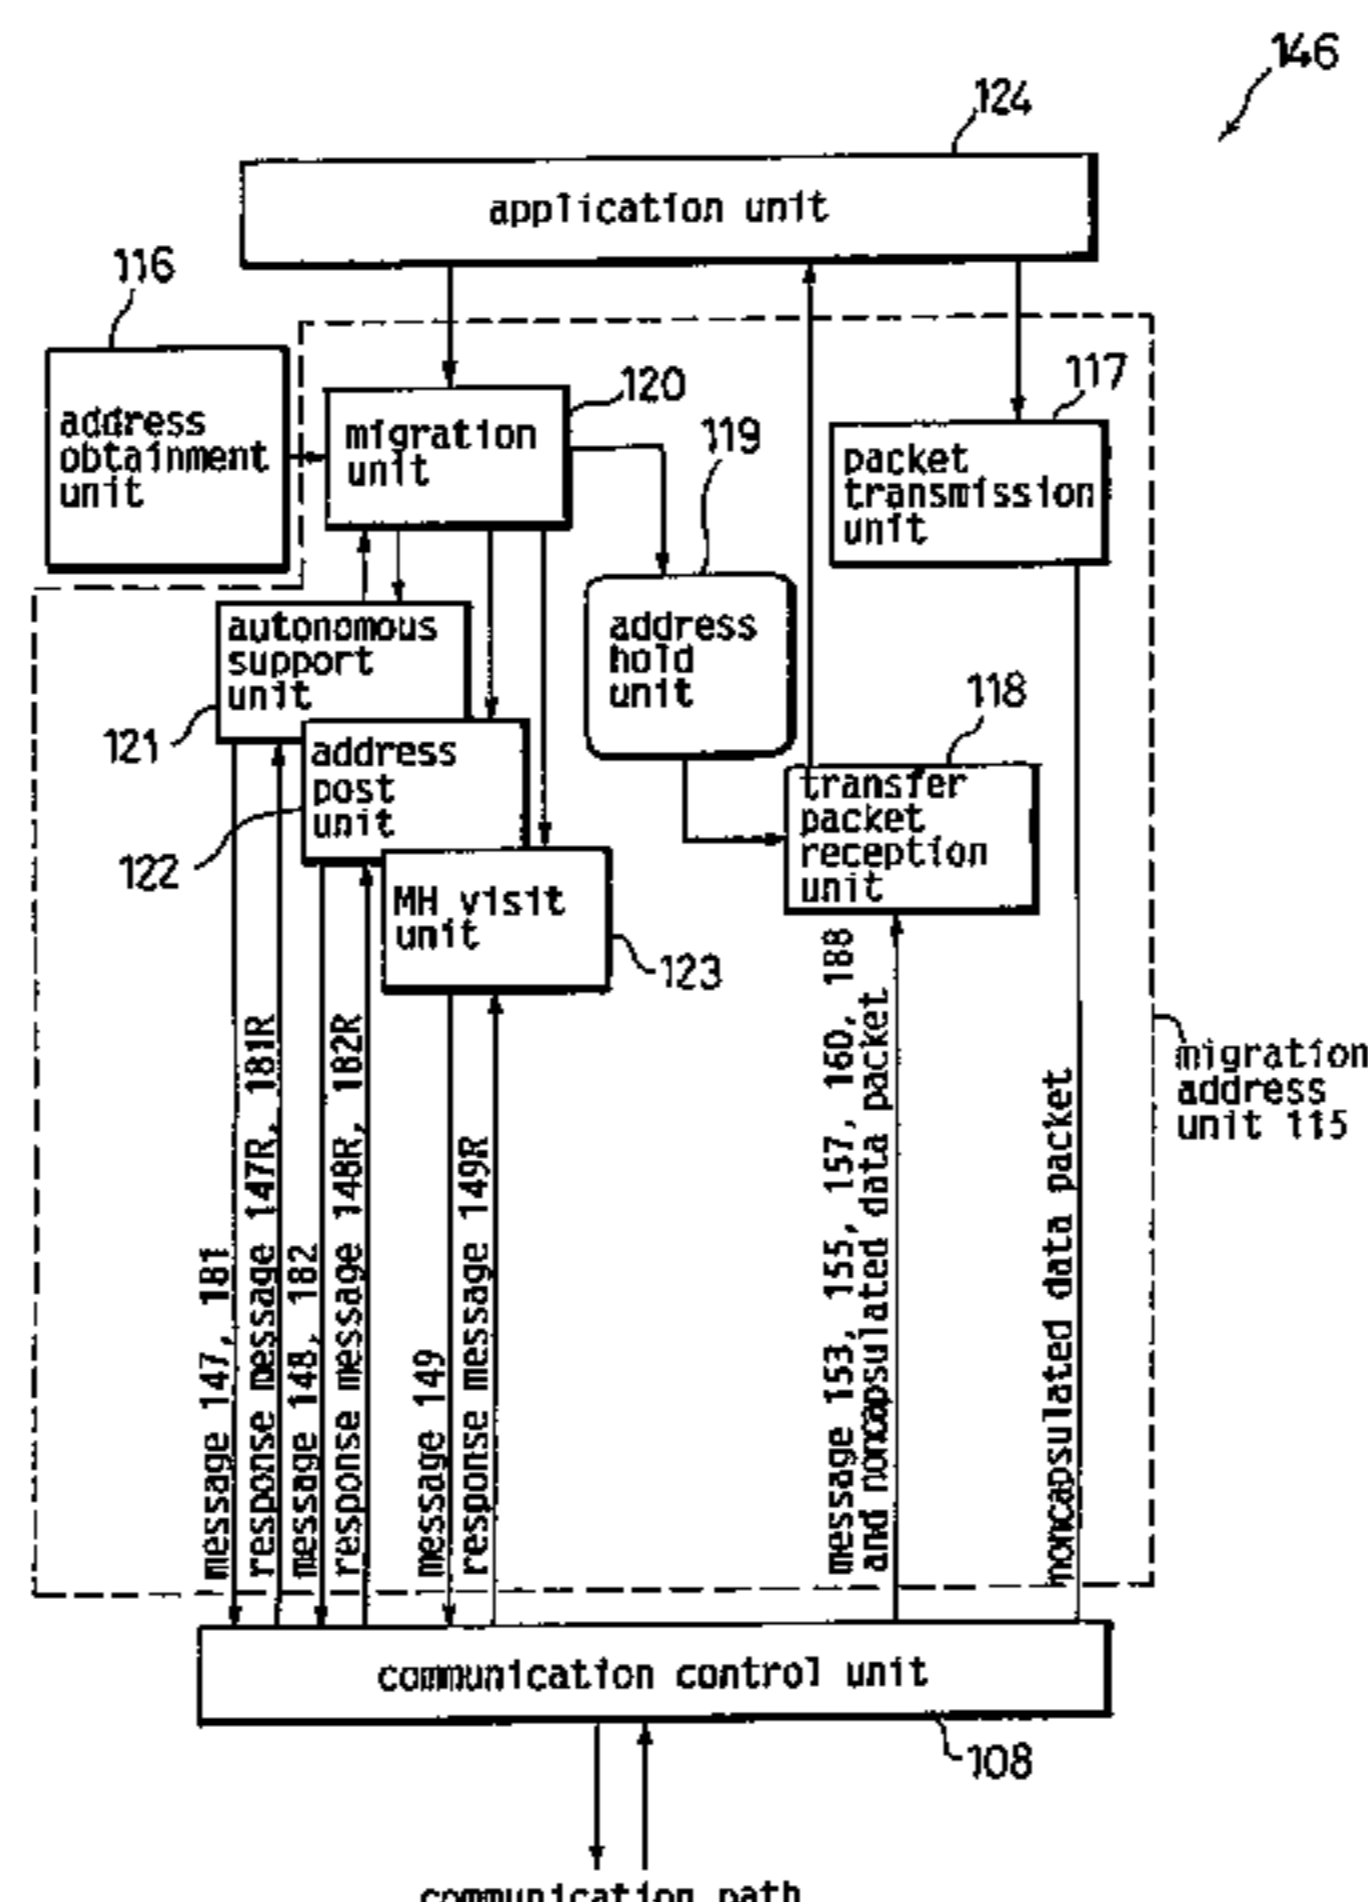 146
124
application unit
116
address
obtainment
unit
120
migration
unit
119
117
packet
transmission
unit
address
hold
unit
autonomous
support
unit
121
118
address
post
unit
122
transfer
packet
reception
unit
MH visit
unit
123
message 147, 181
response message 147R, 181R
message 148, 182
response message 148R, 182R
message 149
response message 149R
message 153, 155, 157, 160, 188
and noncapsulated data packet
noncapsulated data packet
migration
address
unit 115
communication control unit
108
communication path